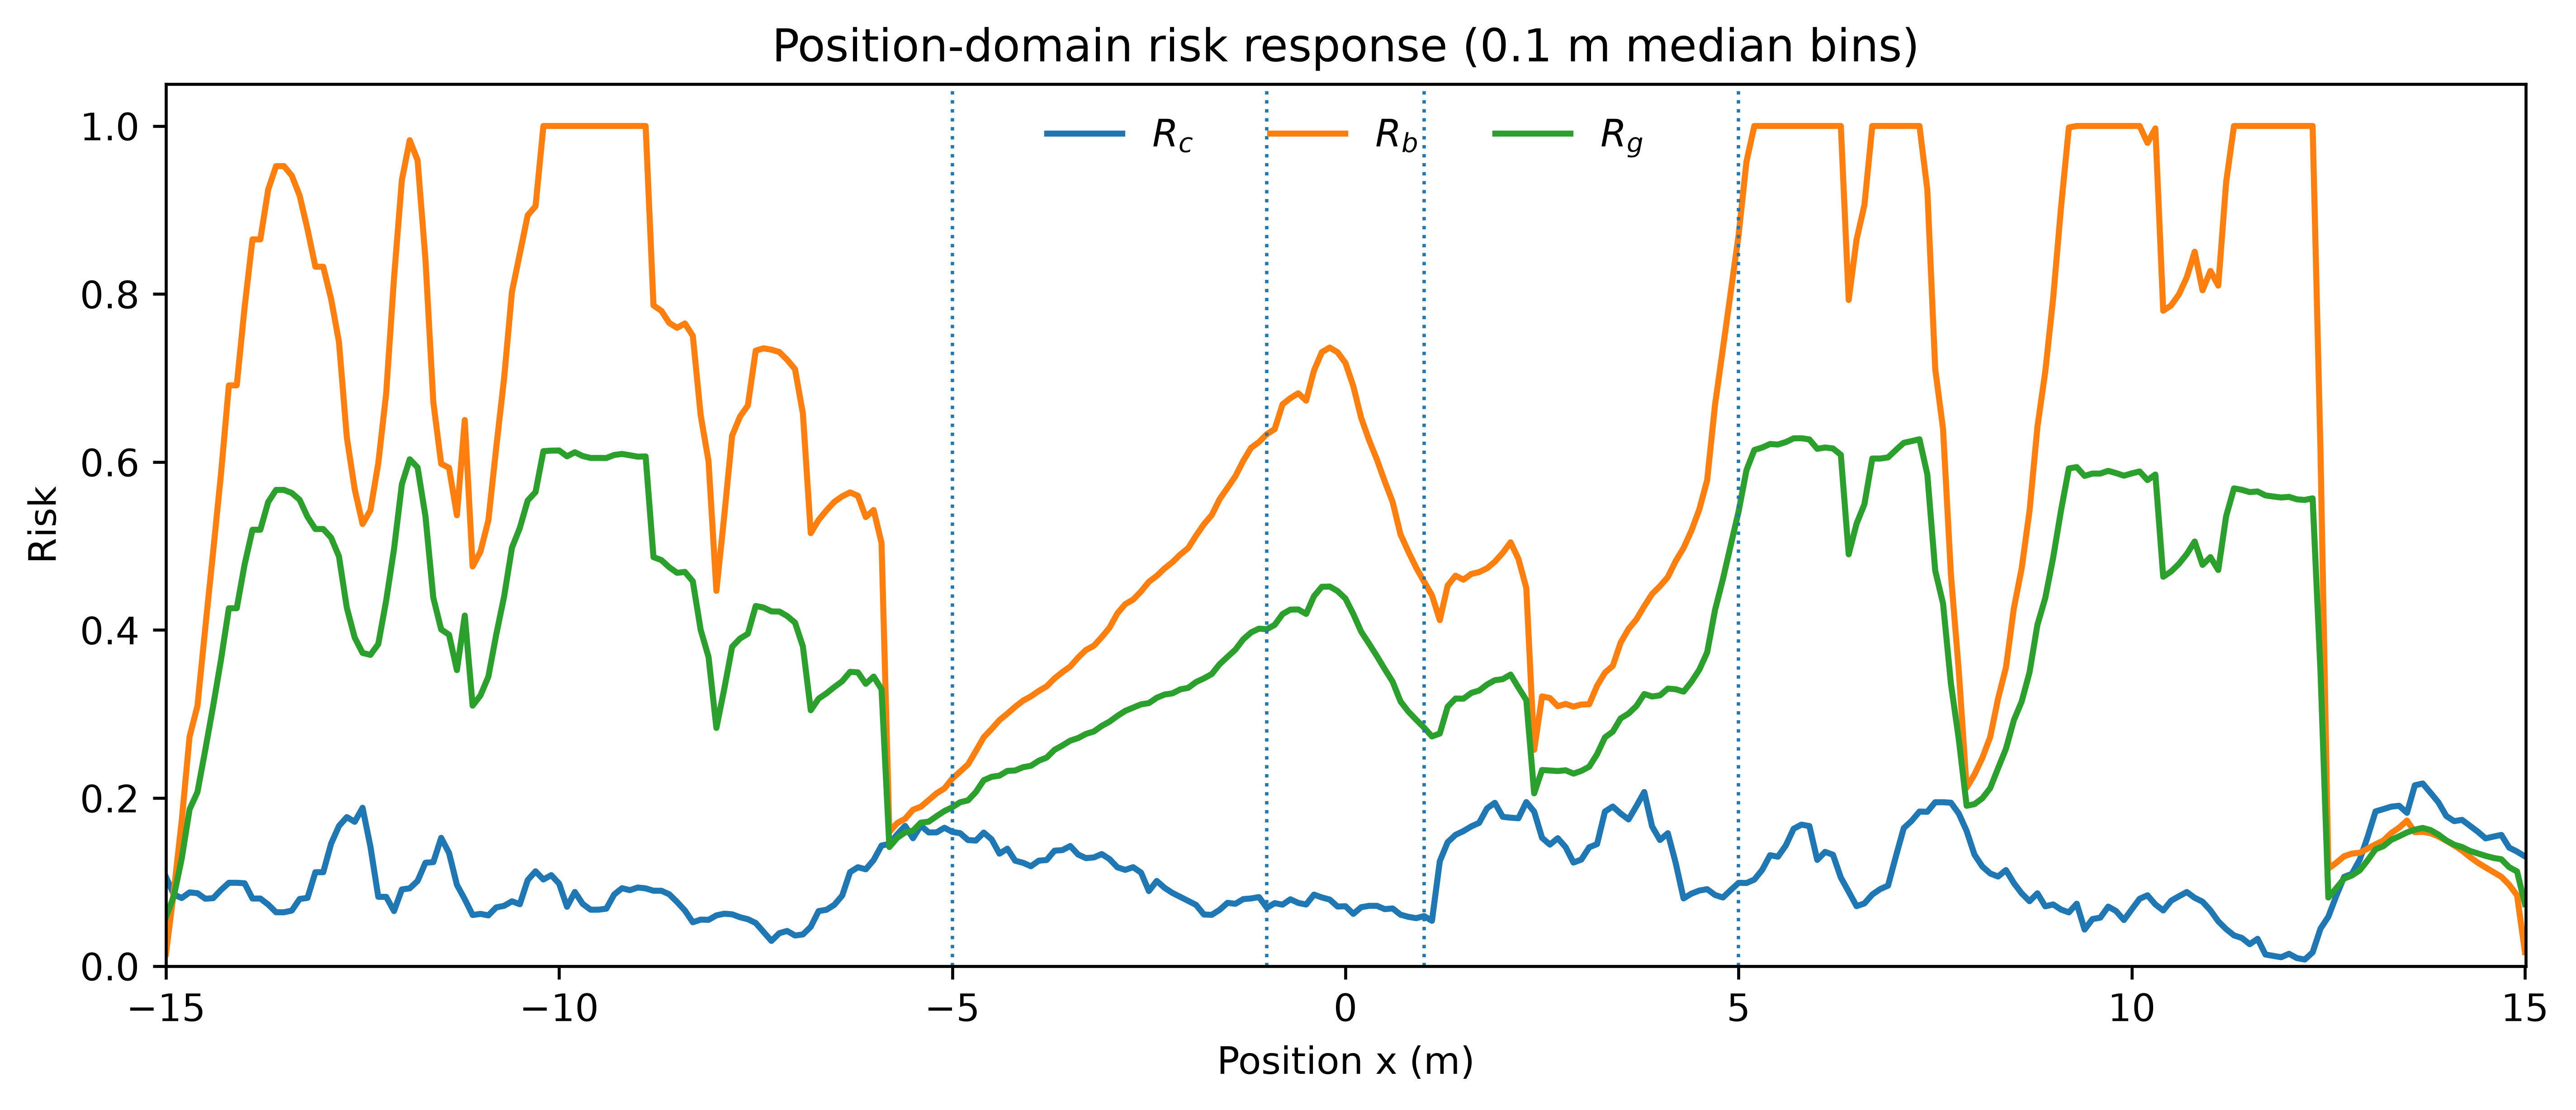 Position-domain risk response (0.1 m median bins)
R_c R_b R_g
1.0
0.8
0.6
0.4
0.2
0.0
Risk
−15 −10 −5 0 5 10 15
Position x (m)